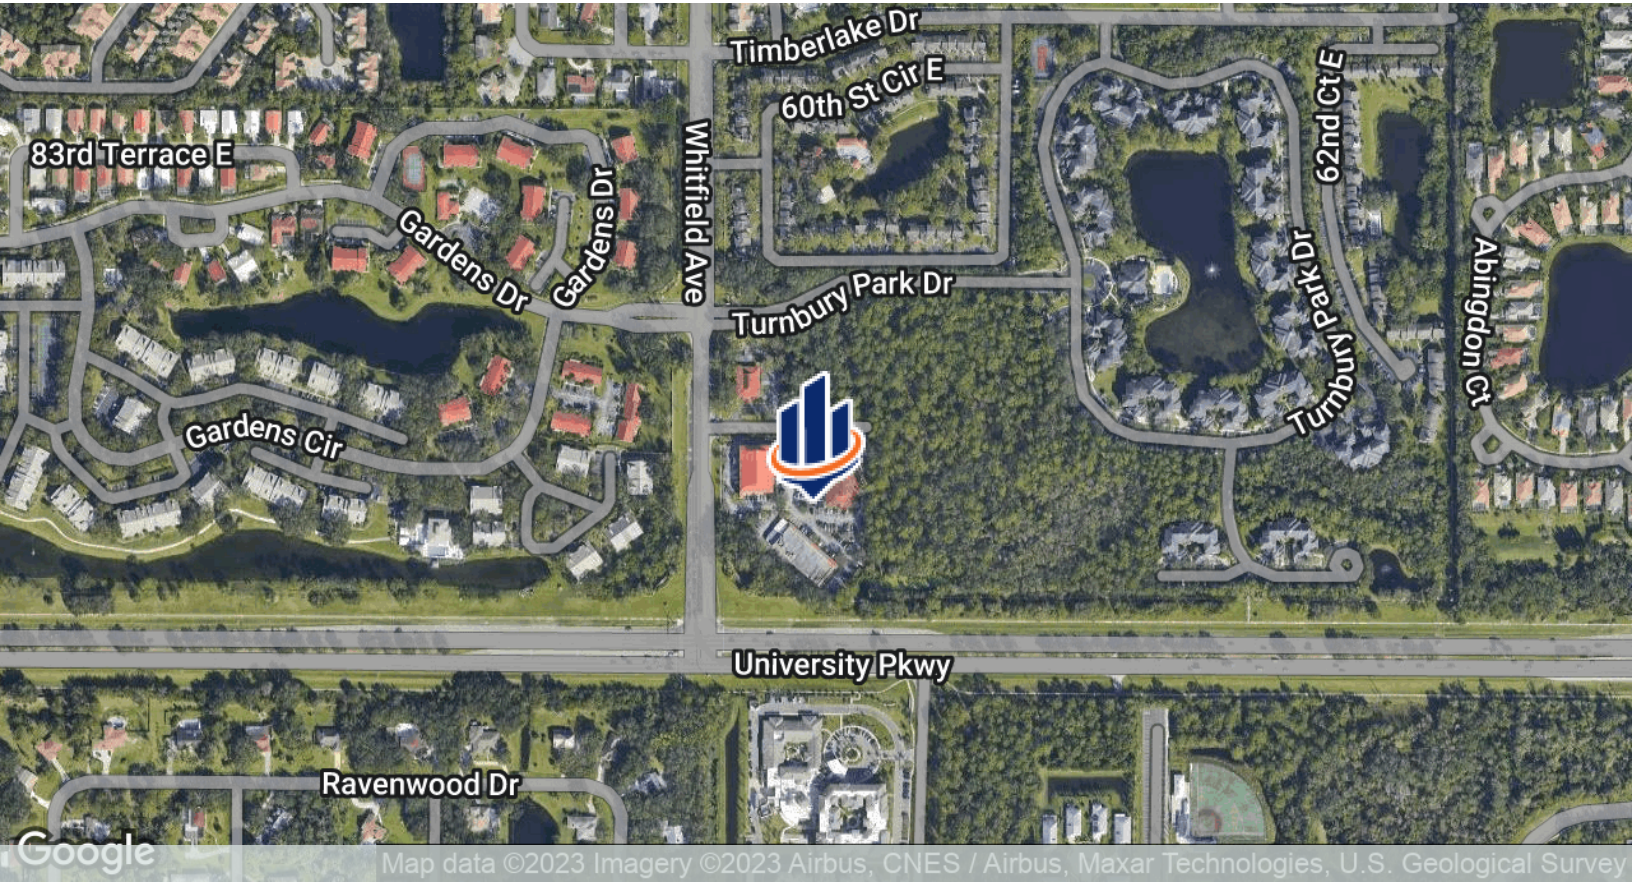 Timberlake Dr
60th St Cir E
62nd Ct E
83rd Terrace E
Whitfield Ave
Gardens Dr
Gardens Dr
Turnbury Park Dr
Turnbury Park Dr
Abingdon Ct
Gardens Cir
University Pkwy
Ravenwood Dr
Google
Map data ©2023 Imagery ©2023 Airbus, CNES / Airbus, Maxar Technologies, U.S. Geological Survey